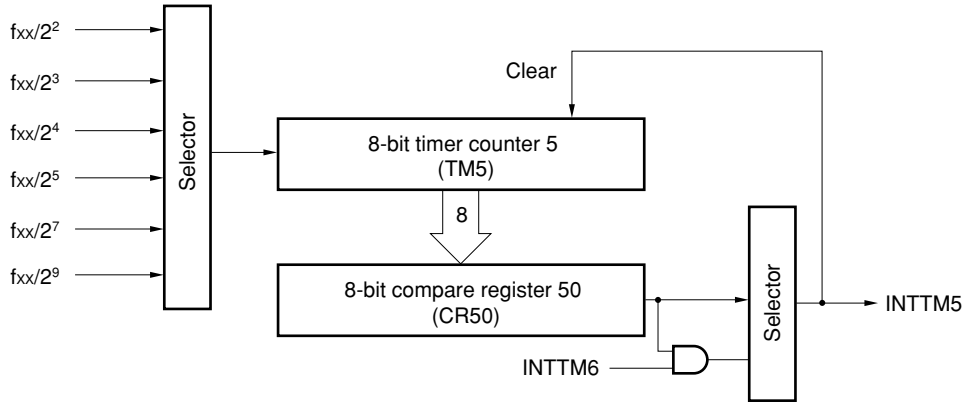 fxx/2²
fxx/2³
fxx/2⁴
fxx/2⁵
fxx/2⁷
fxx/2⁹
Selector
Clear
8-bit timer counter 5
(TM5)
8
8-bit compare register 50
(CR50)
INTTM6
Selector
INTTM5